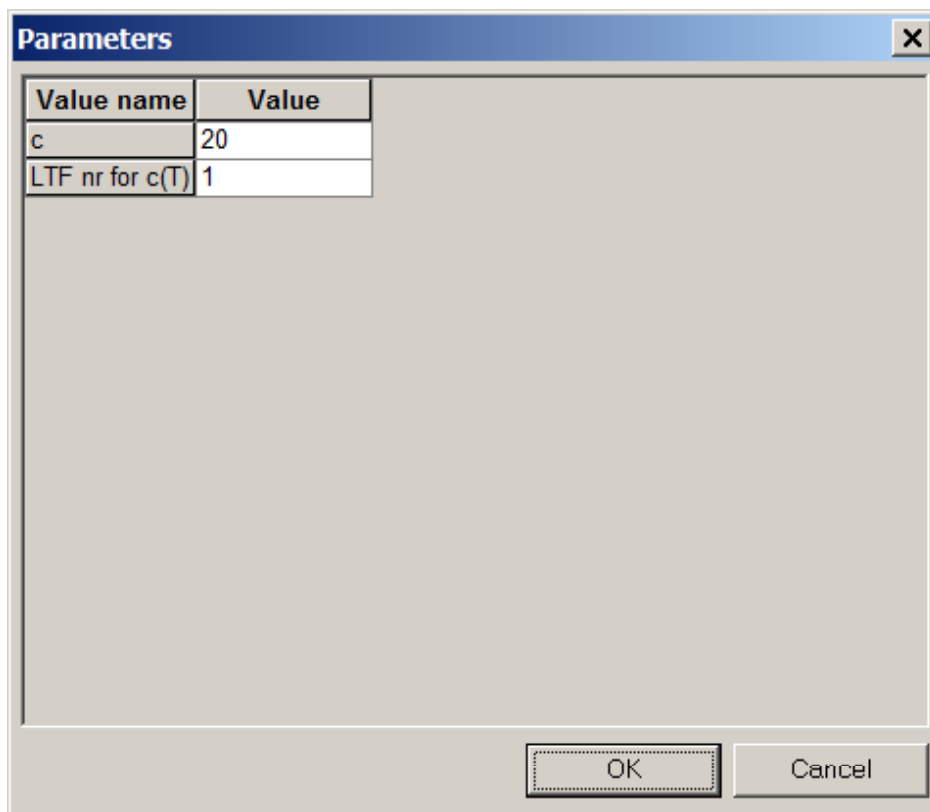 Parameters
Value name Value
c 20
LTF nr for c(T) 1
OK Cancel